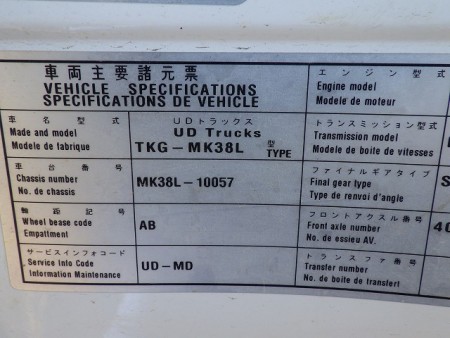 車両主要諸元票
VEHICLE SPECIFICATIONS
SPECIFICATIONS DE VEHICLE
車名型式
Made and model
Modele de fabrique
UDトラックス
UD Trucks
TKG-MK38L 型 TYPE
車台番号
Chassis number
No. de chassis
MK38L-10057
軸距記号
Wheel base code
Empattiment
AB
サービスインフォコード
Service Info Code
Information Maintenance
UD-MD
エンジン型式
Engine model
Modele de moteur
トランスミッション型式
Transmission model
Modele de boite de vitesses
ファイナルギアタイプ
Final gear type
Type de renvoi d'angle
S
フロントアクスル番号
Front axle number
No. de essieu AV.
40
トランスファ番号
Transfer number
No. de boite de transfert